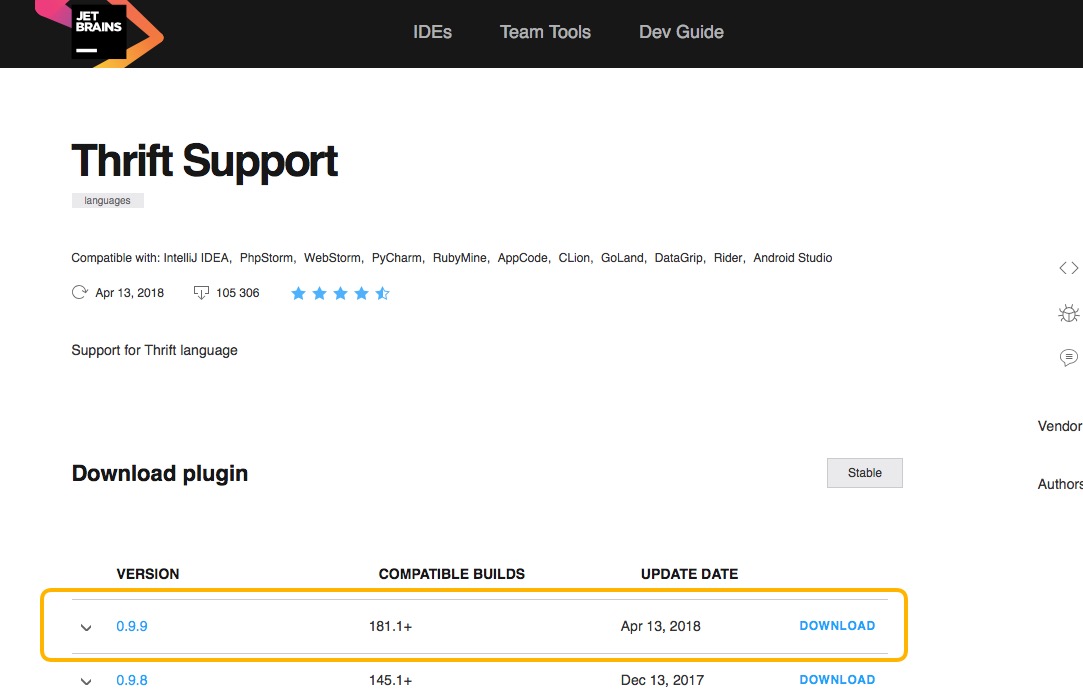 JET
BRAINS
IDEs Team Tools Dev Guide
Thrift Support
languages
Compatible with: IntelliJ IDEA, PhpStorm, WebStorm, PyCharm, RubyMine, AppCode, CLion, GoLand, DataGrip, Rider, Android Studio
Apr 13, 2018 105 306
Support for Thrift language
Vendor
Download plugin Stable
Authors
VERSION COMPATIBLE BUILDS UPDATE DATE
0.9.9 181.1+ Apr 13, 2018 DOWNLOAD
0.9.8 145.1+ Dec 13, 2017 DOWNLOAD